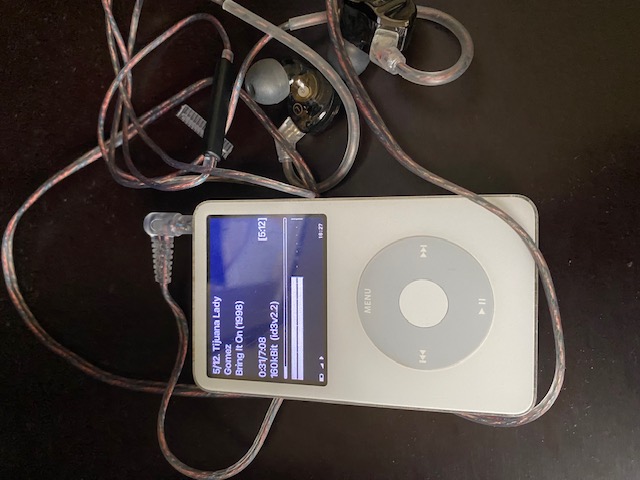 5/12. Tijuana Lady
Gomez
Bring It On (1998)
0:31/7:08 [5:12]
160kBit (id3v2.2)
16:27
MENU